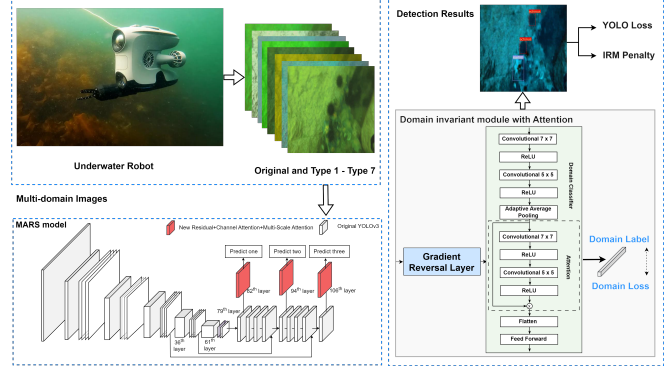 Underwater Robot
Original and Type 1 - Type 7
Multi-domain Images
MARS model
New Residual+Channel Attention+Multi-Scale Attention
Original YOLOv3
Predict one
Predict two
Predict three
82th layer
94th layer
106th layer
79th
layer
36th
layer
61th
layer
Detection Results
YOLO Loss
IRM Penalty
Domain invariant module with Attention
Gradient
Reversal Layer
Convolutional 7 x 7
ReLU
Convolutional 5 x 5
ReLU
Adaptive Average
Pooling
Domain Classifier
Convolutional 7 x 7
ReLU
Convolutional 5 x 5
ReLU
Attention
Flatten
Feed Forward
Domain Label
Domain Loss